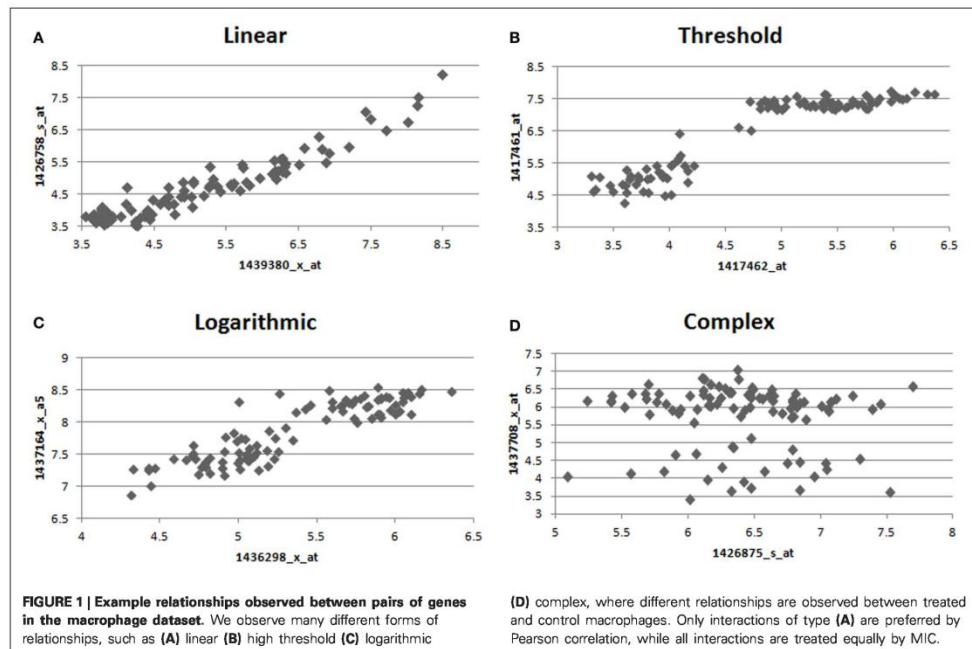 A
Linear
8.5
7.5
6.5
5.5
4.5
3.5
1426758_s_at
3.5 4.5 5.5 6.5 7.5 8.5
1439380_x_at
B
Threshold
8.5
7.5
6.5
5.5
4.5
3.5
1417461_at
3 3.5 4 4.5 5 5.5 6 6.5
1417462_at
C
Logarithmic
9
8.5
8
7.5
7
6.5
1437164_x_a5
4 4.5 5 5.5 6 6.5
1436298_x_at
D
Complex
7.5
7
6.5
6
5.5
5
4.5
4
3.5
3
1437708_x_at
5 5.5 6 6.5 7 7.5 8
1426875_s_at
FIGURE 1 | Example relationships observed between pairs of genes
in the macrophage dataset. We observe many different forms of
relationships, such as (A) linear (B) high threshold (C) logarithmic
(D) complex, where different relationships are observed between treated
and control macrophages. Only interactions of type (A) are preferred by
Pearson correlation, while all interactions are treated equally by MIC.